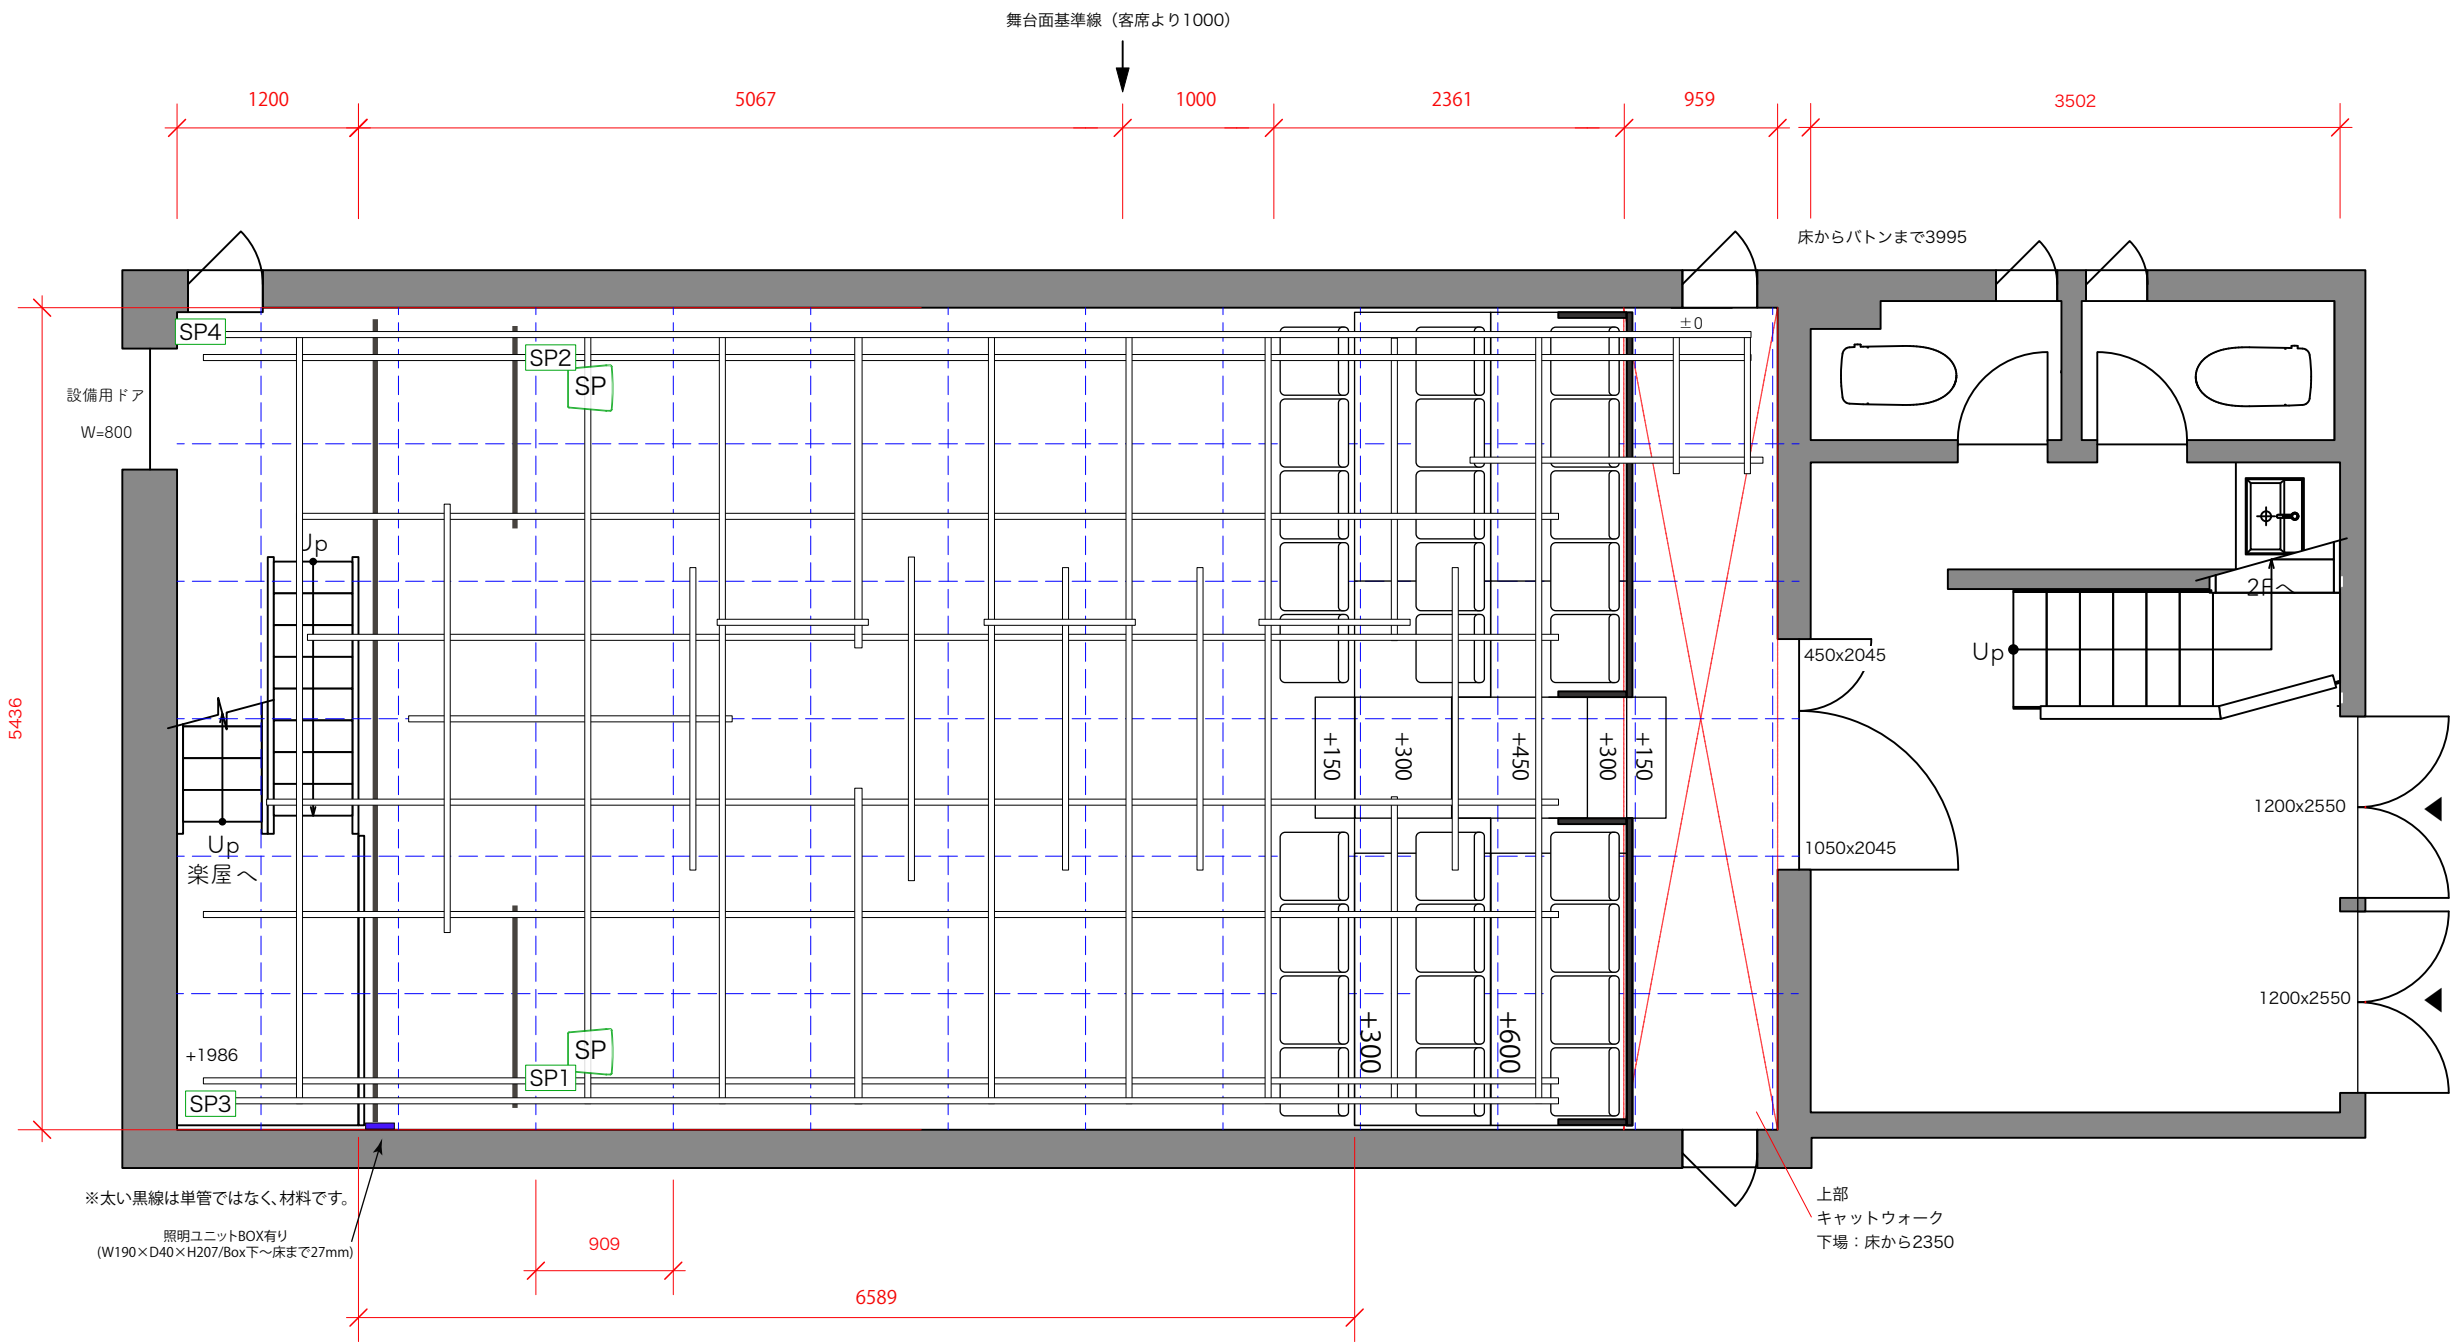 舞台面基準線（客席より1000）
1200
5067
1000
2361
959
3502
床からバトンまで3995
SP4
SP2
SP
±0
設備用ドア
W=800
5436
Up
Up
楽屋へ
+1986
SP3
SP1
SP
+150
+300
+450
+300
+150
+300
+600
450x2045
1050x2045
2Fへ
Up
1200x2550
1200x2550
※太い黒線は単管ではなく、材料です。
照明ユニットBOX有り
(W190×D40×H207/Box下〜床まで27mm)
909
6589
上部
キャットウォーク
下場：床から2350